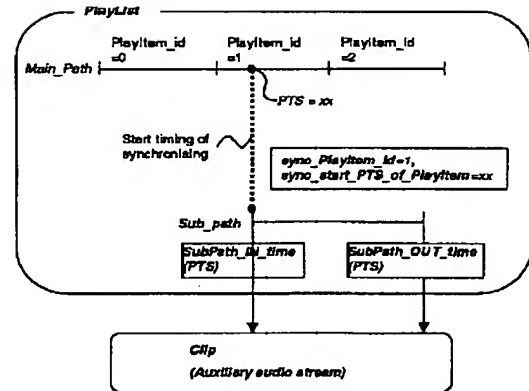 PlayList
PlayItem_id
=0
PlayItem_id
=1
PlayItem_id
=2
Main_Path
PTS = xx
Start timing of
synchronising
sync_PlayItem_id=1,
sync_start_PTS_of_PlayItem=xx
Sub_path
SubPath_IN_time
(PTS)
SubPath_OUT_time
(PTS)
Clip
(Auxiliary audio stream)